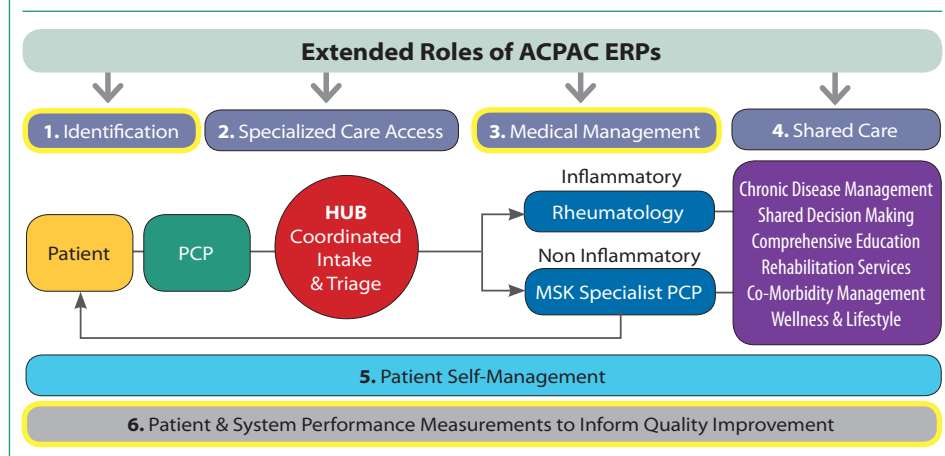 Extended Roles of ACPAC ERPs
1. Identification
2. Specialized Care Access
3. Medical Management
4. Shared Care
Patient
PCP
HUB
Coordinated
Intake
& Triage
Inflammatory
Rheumatology
Non Inflammatory
MSK Specialist PCP
Chronic Disease Management
Shared Decision Making
Comprehensive Education
Rehabilitation Services
Co-Morbidity Management
Wellness & Lifestyle
5. Patient Self-Management
6. Patient & System Performance Measurements to Inform Quality Improvement